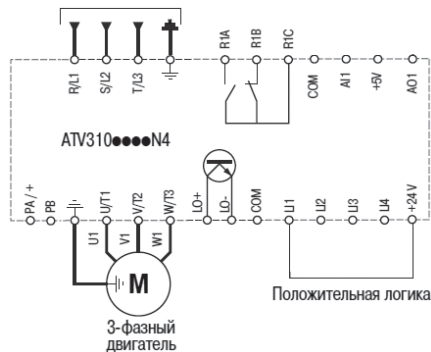 R1A R1B R1C
R/L1 S/L2 T/L3 COM AI1 +5V AO1
ATV310●●●●N4
PA / + PB U/T1 V/T2 W/T3 LO+ LO- COM LI1 LI2 LI3 LI4 +24 V
U1 V1 W1
M
3-фазный
двигатель
Положительная логика